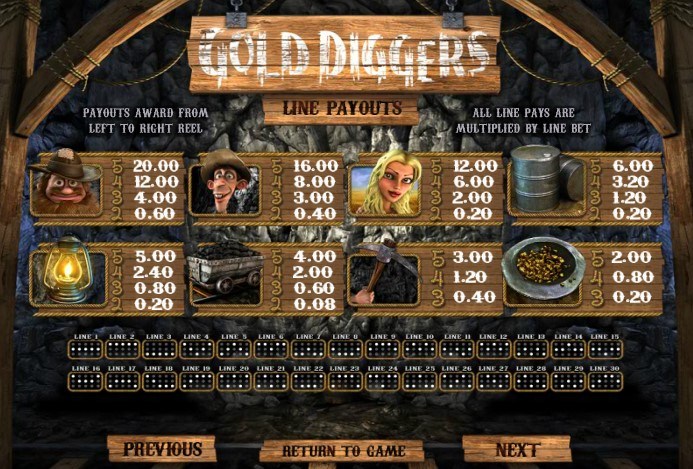 GOLD DIGGERS
LINE PAYOUTS
PAYOUTS AWARD FROM
LEFT TO RIGHT REEL
ALL LINE PAYS ARE
MULTIPLIED BY LINE BET
5 20.00
4 12.00
3 4.00
2 0.60
5 16.00
4 8.00
3 3.00
2 0.40
5 12.00
4 6.00
3 2.00
2 0.20
5 6.00
4 3.20
3 1.20
2 0.20
5 5.00
4 2.40
3 0.80
2 0.20
5 4.00
4 2.00
3 0.60
2 0.08
5 3.00
4 1.20
3 0.40
5 2.00
4 0.80
3 0.20
LINE 1 LINE 2 LINE 3 LINE 4 LINE 5 LINE 6 LINE 7 LINE 8 LINE 9 LINE 10 LINE 11 LINE 12 LINE 13 LINE 14 LINE 15
LINE 16 LINE 17 LINE 18 LINE 19 LINE 20 LINE 21 LINE 22 LINE 23 LINE 24 LINE 25 LINE 26 LINE 27 LINE 28 LINE 29 LINE 30
PREVIOUS
RETURN TO GAME
NEXT